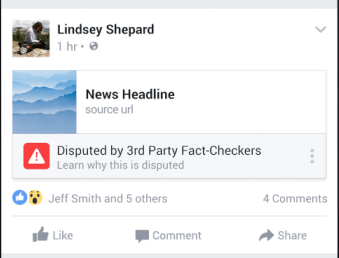 Lindsey Shepard
1 hr •
News Headline
source url
Disputed by 3rd Party Fact-Checkers
Learn why this is disputed
Jeff Smith and 5 others 4 Comments
Like Comment Share